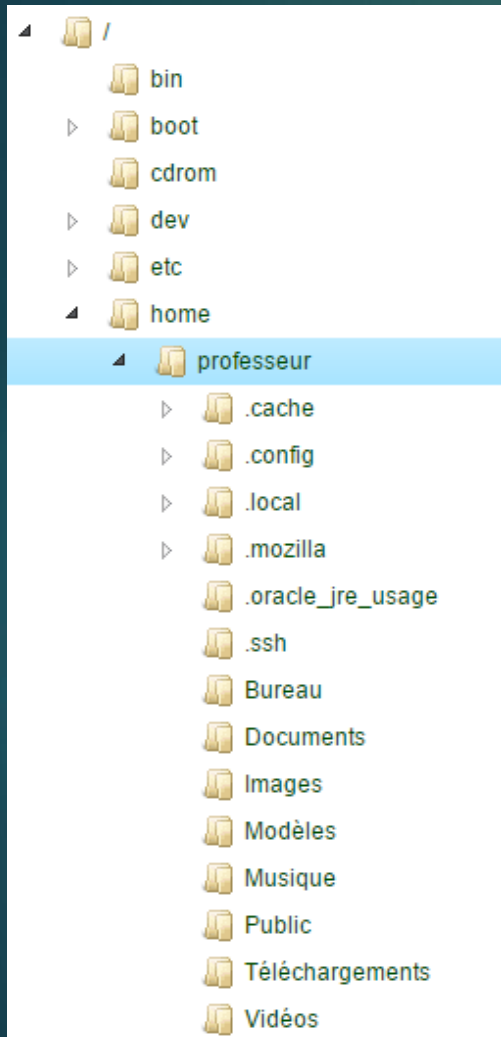 /
bin
boot
cdrom
dev
etc
home
professeur
.cache
.config
.local
.mozilla
.oracle_jre_usage
.ssh
Bureau
Documents
Images
Modèles
Musique
Public
Téléchargements
Vidéos